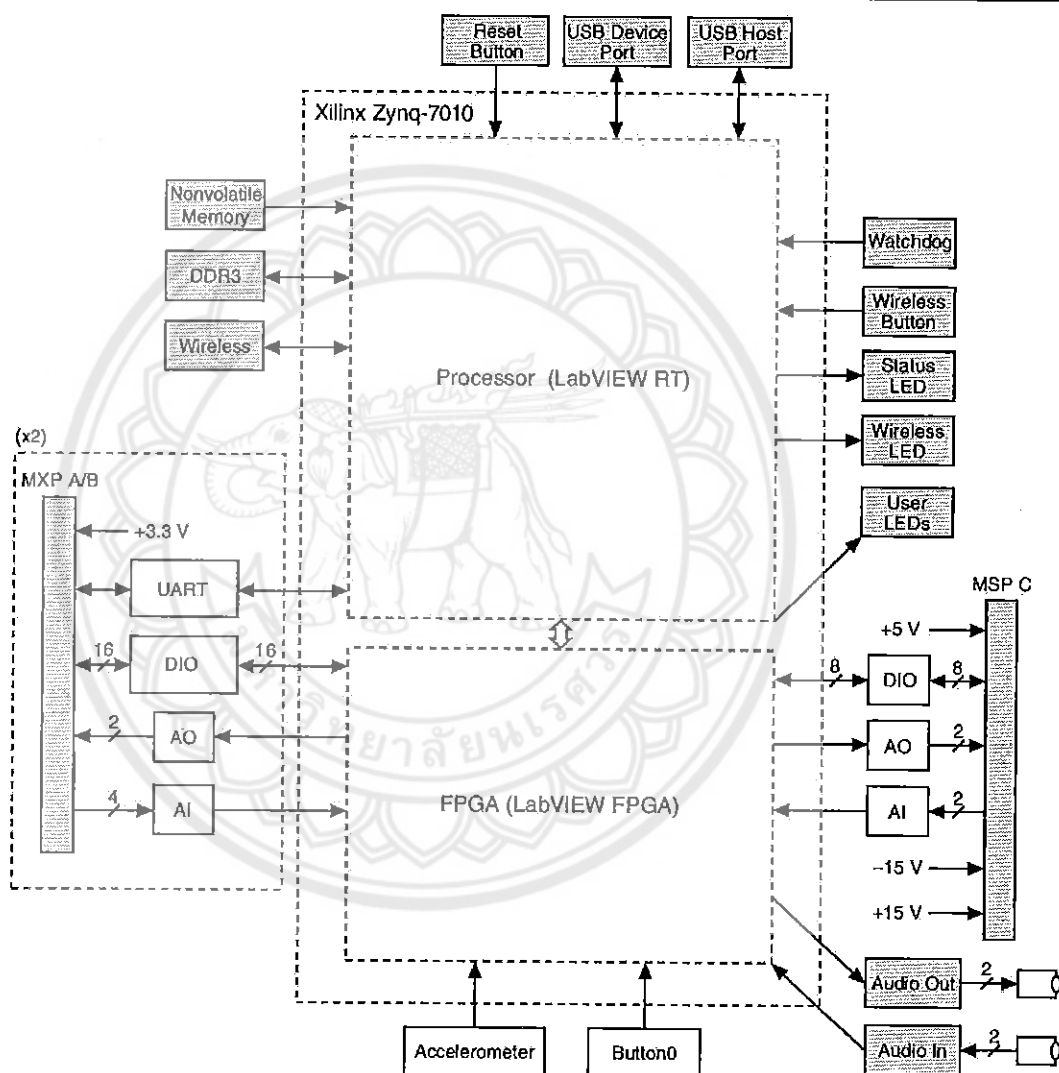 Reset
Button
USB Device
Port
USB Host
Port
Xilinx Zynq-7010
Nonvolatile
Memory
DDR3
Wireless
Watchdog
Wireless
Button
Status
LED
Wireless
LED
User
LEDs
Processor (LabVIEW RT)
(x2)
MXP A/B
+3.3 V
UART
16
DIO
16
2
AO
4
AI
FPGA (LabVIEW FPGA)
MSP C
+5 V
8
DIO
8
AO
2
AI
2
-15 V
+15 V
Audio Out
2
Audio In
2
Accelerometer
Button0